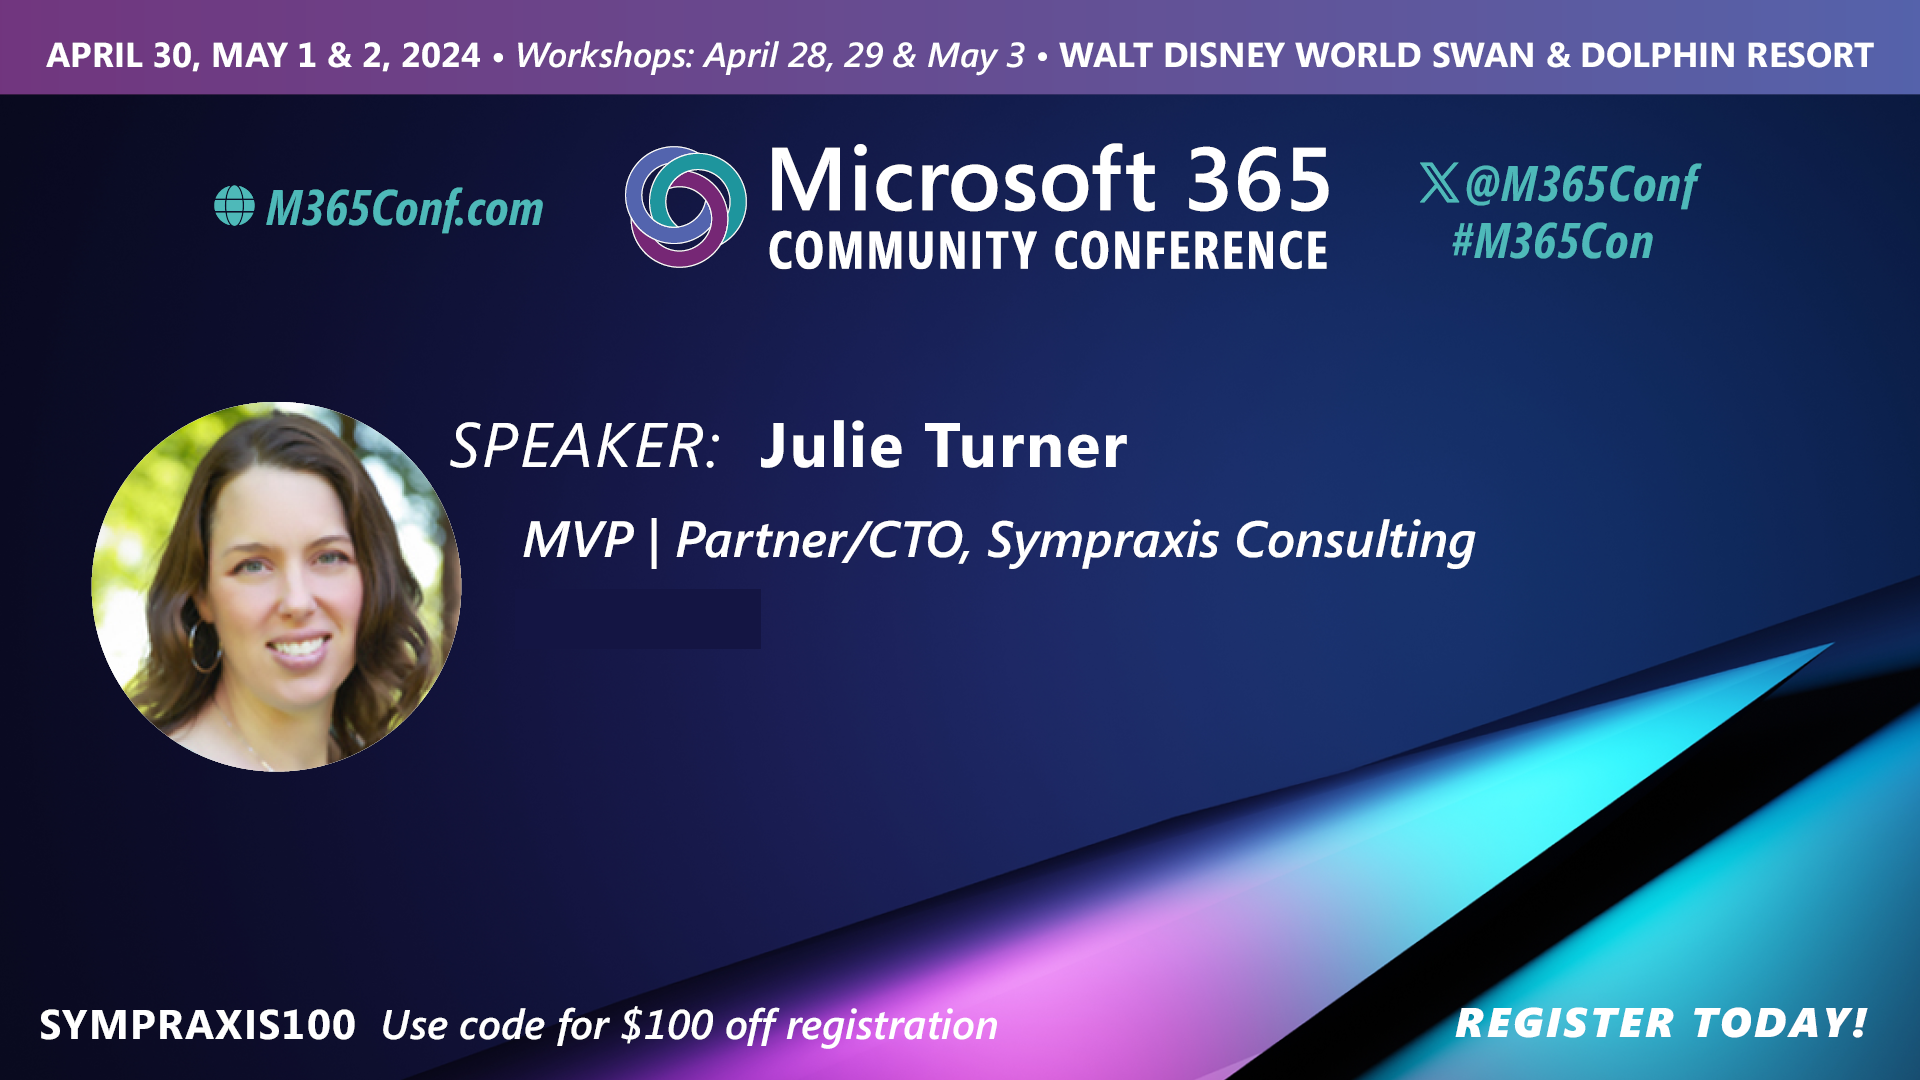 APRIL 30, MAY 1 & 2, 2024 • Workshops: April 28, 29 & May 3 • WALT DISNEY WORLD SWAN & DOLPHIN RESORT
M365Conf.com
Microsoft 365
COMMUNITY CONFERENCE
X @M365Conf
#M365Con
SPEAKER: Julie Turner
MVP | Partner/CTO, Sympraxis Consulting
SYMPRAXIS100 Use code for $100 off registration
REGISTER TODAY!